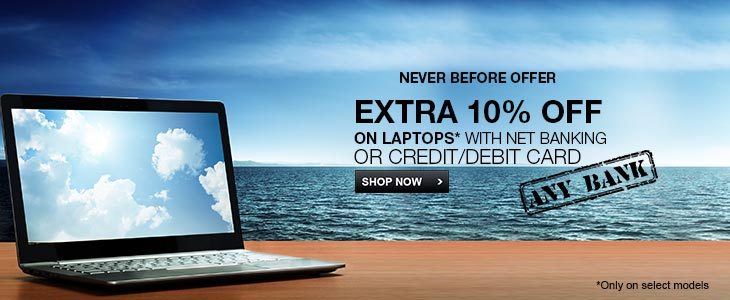 NEVER BEFORE OFFER
EXTRA 10% OFF
ON LAPTOPS* WITH NET BANKING
OR CREDIT/DEBIT CARD
SHOP NOW >
ANY BANK
*Only on select models